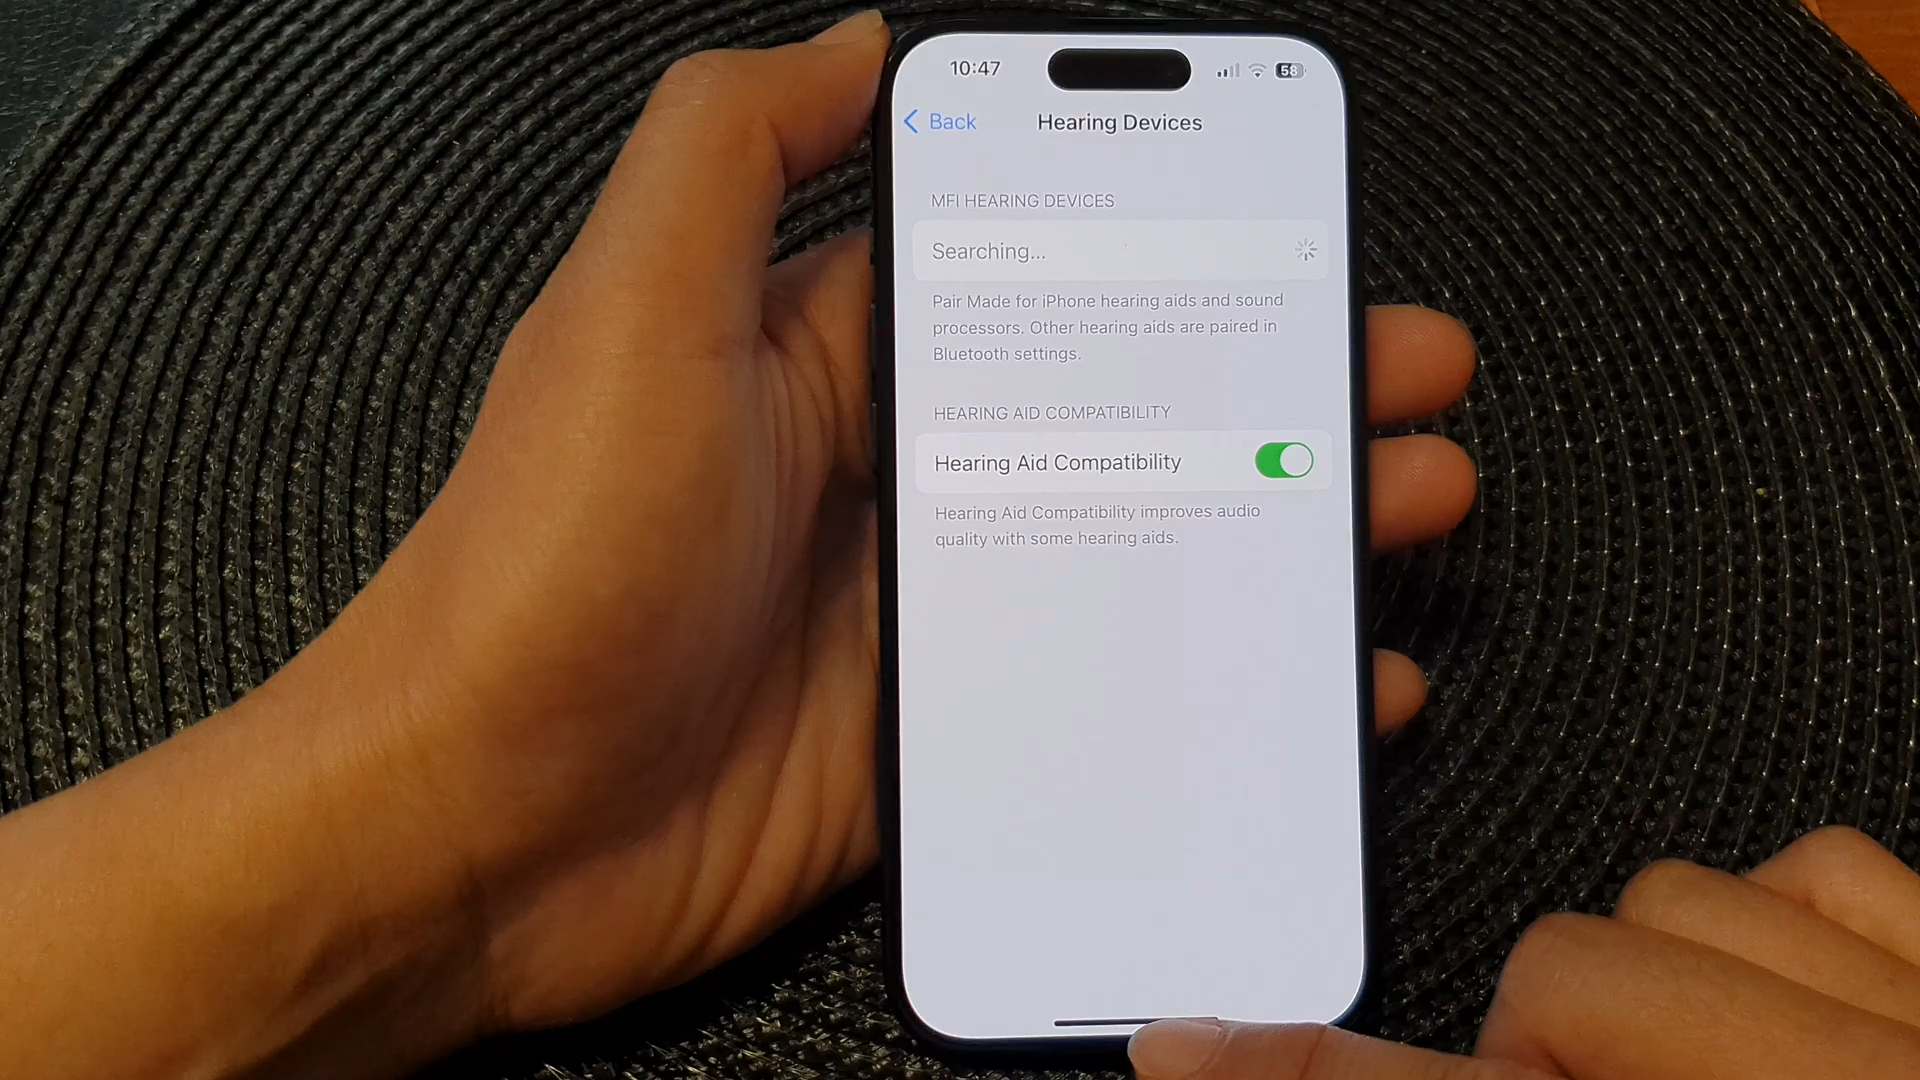 10:47
58
Back
Hearing Devices
MFI HEARING DEVICES
Searching...
Pair Made for iPhone hearing aids and sound
processors. Other hearing aids are paired in
Bluetooth settings.
HEARING AID COMPATIBILITY
Hearing Aid Compatibility
Hearing Aid Compatibility improves audio
quality with some hearing aids.